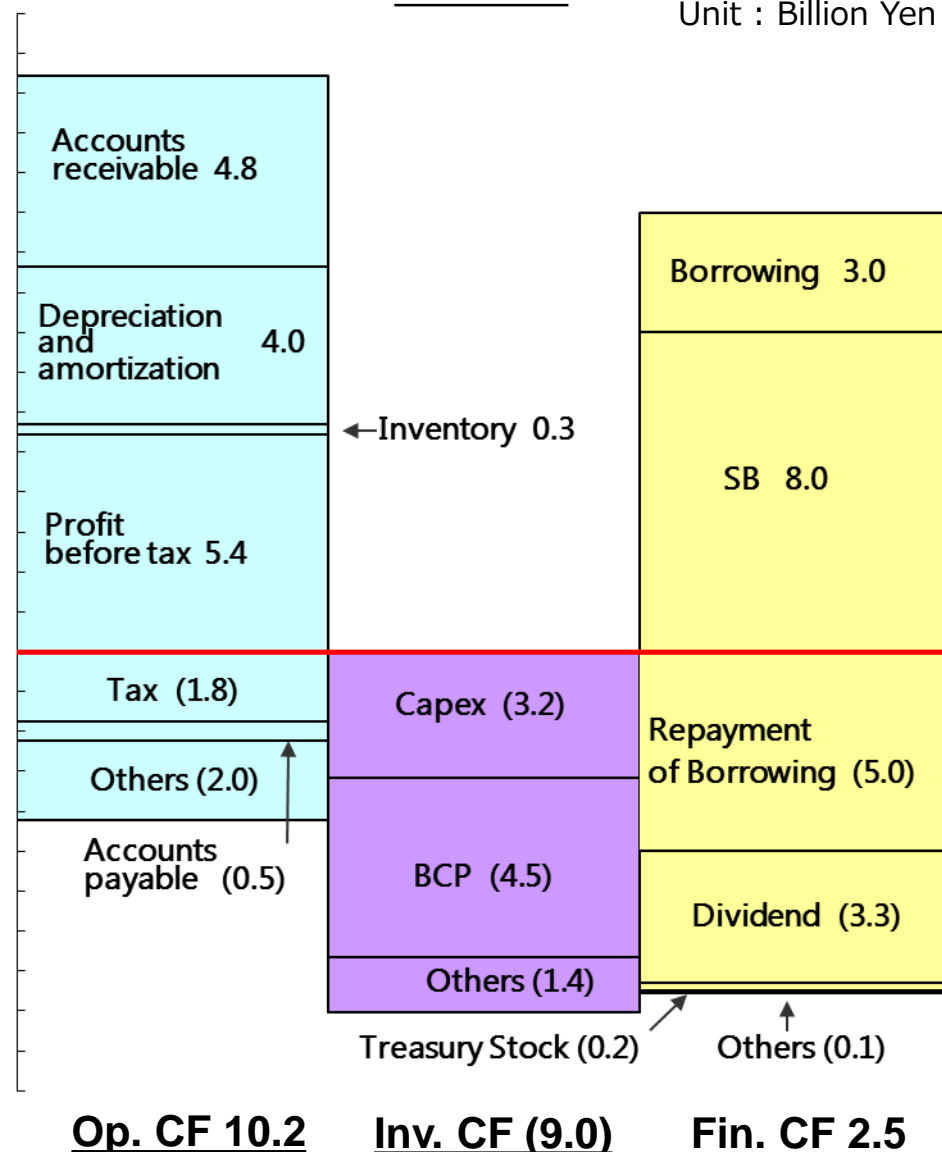 Unit : Billion Yen
Accounts
receivable 4.8
Depreciation
and 4.0
amortization
Inventory 0.3
Profit
before tax 5.4
Tax (1.8)
Others (2.0)
Accounts
payable (0.5)
Capex (3.2)
BCP (4.5)
Others (1.4)
Borrowing 3.0
SB 8.0
Repayment
of Borrowing (5.0)
Dividend (3.3)
Treasury Stock (0.2)
Others (0.1)
Op. CF 10.2
Inv. CF (9.0)
Fin. CF 2.5